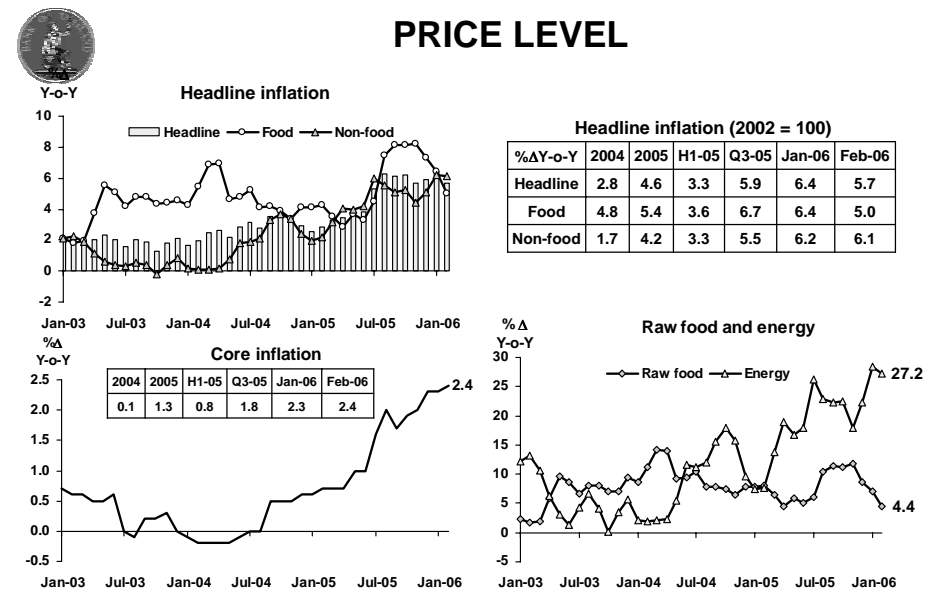 PRICE LEVEL
%Δ
Y-o-Y
Headline inflation
Headline Food Non-food
10
8
6
4
2
0
-2
Jan-03 Jul-03 Jan-04 Jul-04 Jan-05 Jul-05 Jan-06
Headline inflation (2002 = 100)
%ΔY-o-Y 2004 2005 H1-05 Q3-05 Jan-06 Feb-06
Headline 2.8 4.6 3.3 5.9 6.4 5.7
Food 4.8 5.4 3.6 6.7 6.4 5.0
Non-food 1.7 4.2 3.3 5.5 6.2 6.1
%Δ
Y-o-Y
Core inflation
2004 2005 H1-05 Q3-05 Jan-06 Feb-06
0.1 1.3 0.8 1.8 2.3 2.4
2.4
2.5
2.0
1.5
1.0
0.5
0.0
-0.5
Jan-03 Jul-03 Jan-04 Jul-04 Jan-05 Jul-05 Jan-06
%Δ
Y-o-Y
Raw food and energy
Raw food Energy
30
25
20
15
10
5
0
-5
27.2
4.4
Jan-03 Jul-03 Jan-04 Jul-04 Jan-05 Jul-05 Jan-06